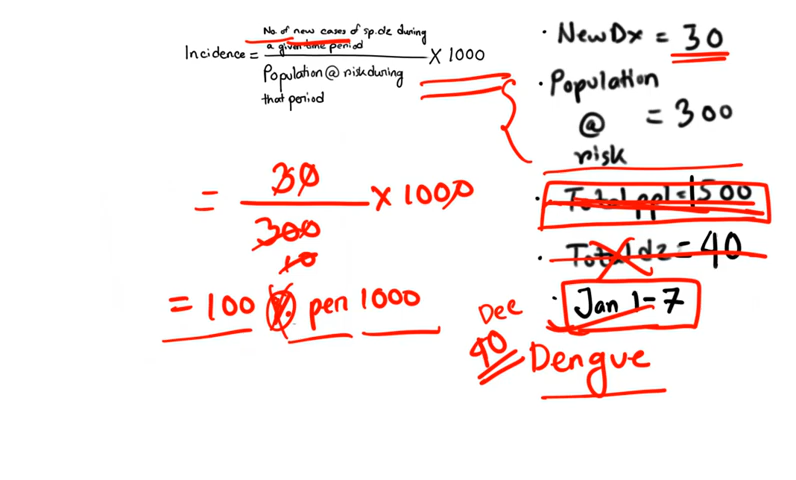 No. of new cases of sp.dz during
a given time period
Incidence = ——— X 1000
Population @ risk during
that period
= 30 / 300 X 1000
10
= 100 % per 1000
• New Dx = 30
• Population
@ = 300
risk
• Total ppl = 1500
• Total dz = 40
• Jan 1-7
Dec
40
Dengue